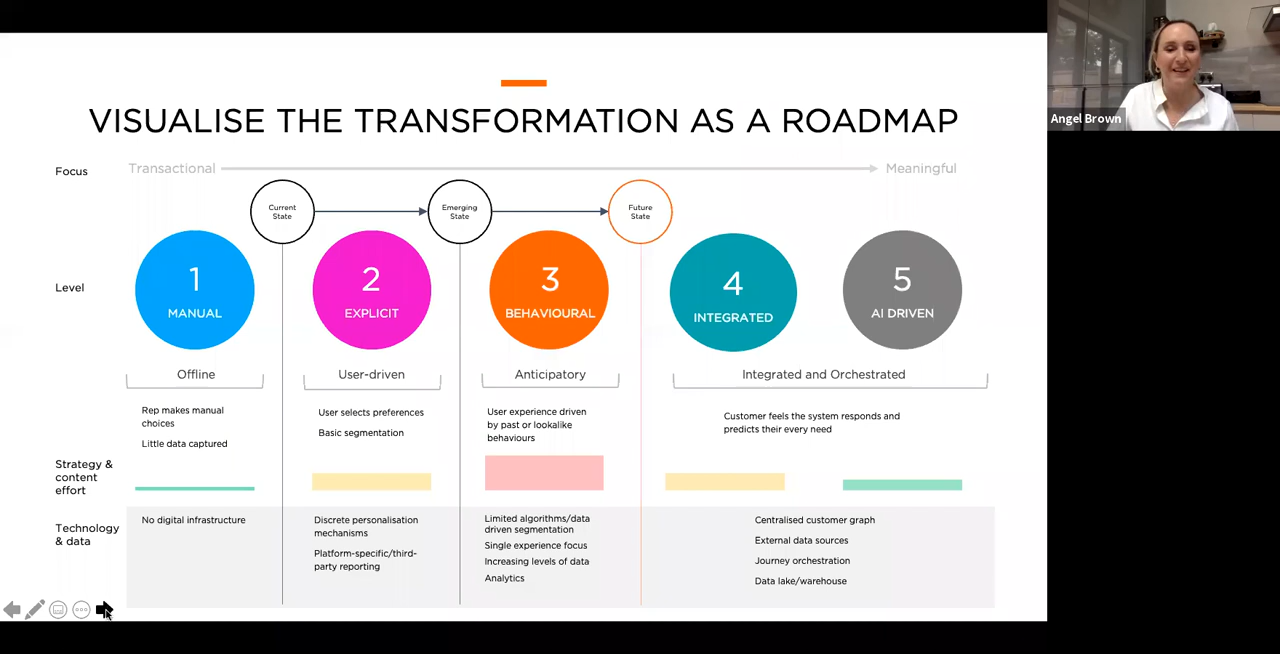 VISUALISE THE TRANSFORMATION AS A ROADMAP
Angel Brown
Focus
Transactional
Meaningful
Current
State
Emerging
State
Future
State
Level
1
MANUAL
2
EXPLICIT
3
BEHAVIOURAL
4
INTEGRATED
5
AI DRIVEN
Offline
User-driven
Anticipatory
Integrated and Orchestrated
Rep makes manual
choices
Little data captured
User selects preferences
Basic segmentation
User experience driven
by past or lookalike
behaviours
Customer feels the system responds and
predicts their every need
Strategy &
content
effort
Technology
& data
No digital infrastructure
Discrete personalisation
mechanisms
Platform-specific/third-
party reporting
Limited algorithms/data
driven segmentation
Single experience focus
Increasing levels of data
Analytics
Centralised customer graph
External data sources
Journey orchestration
Data lake/warehouse